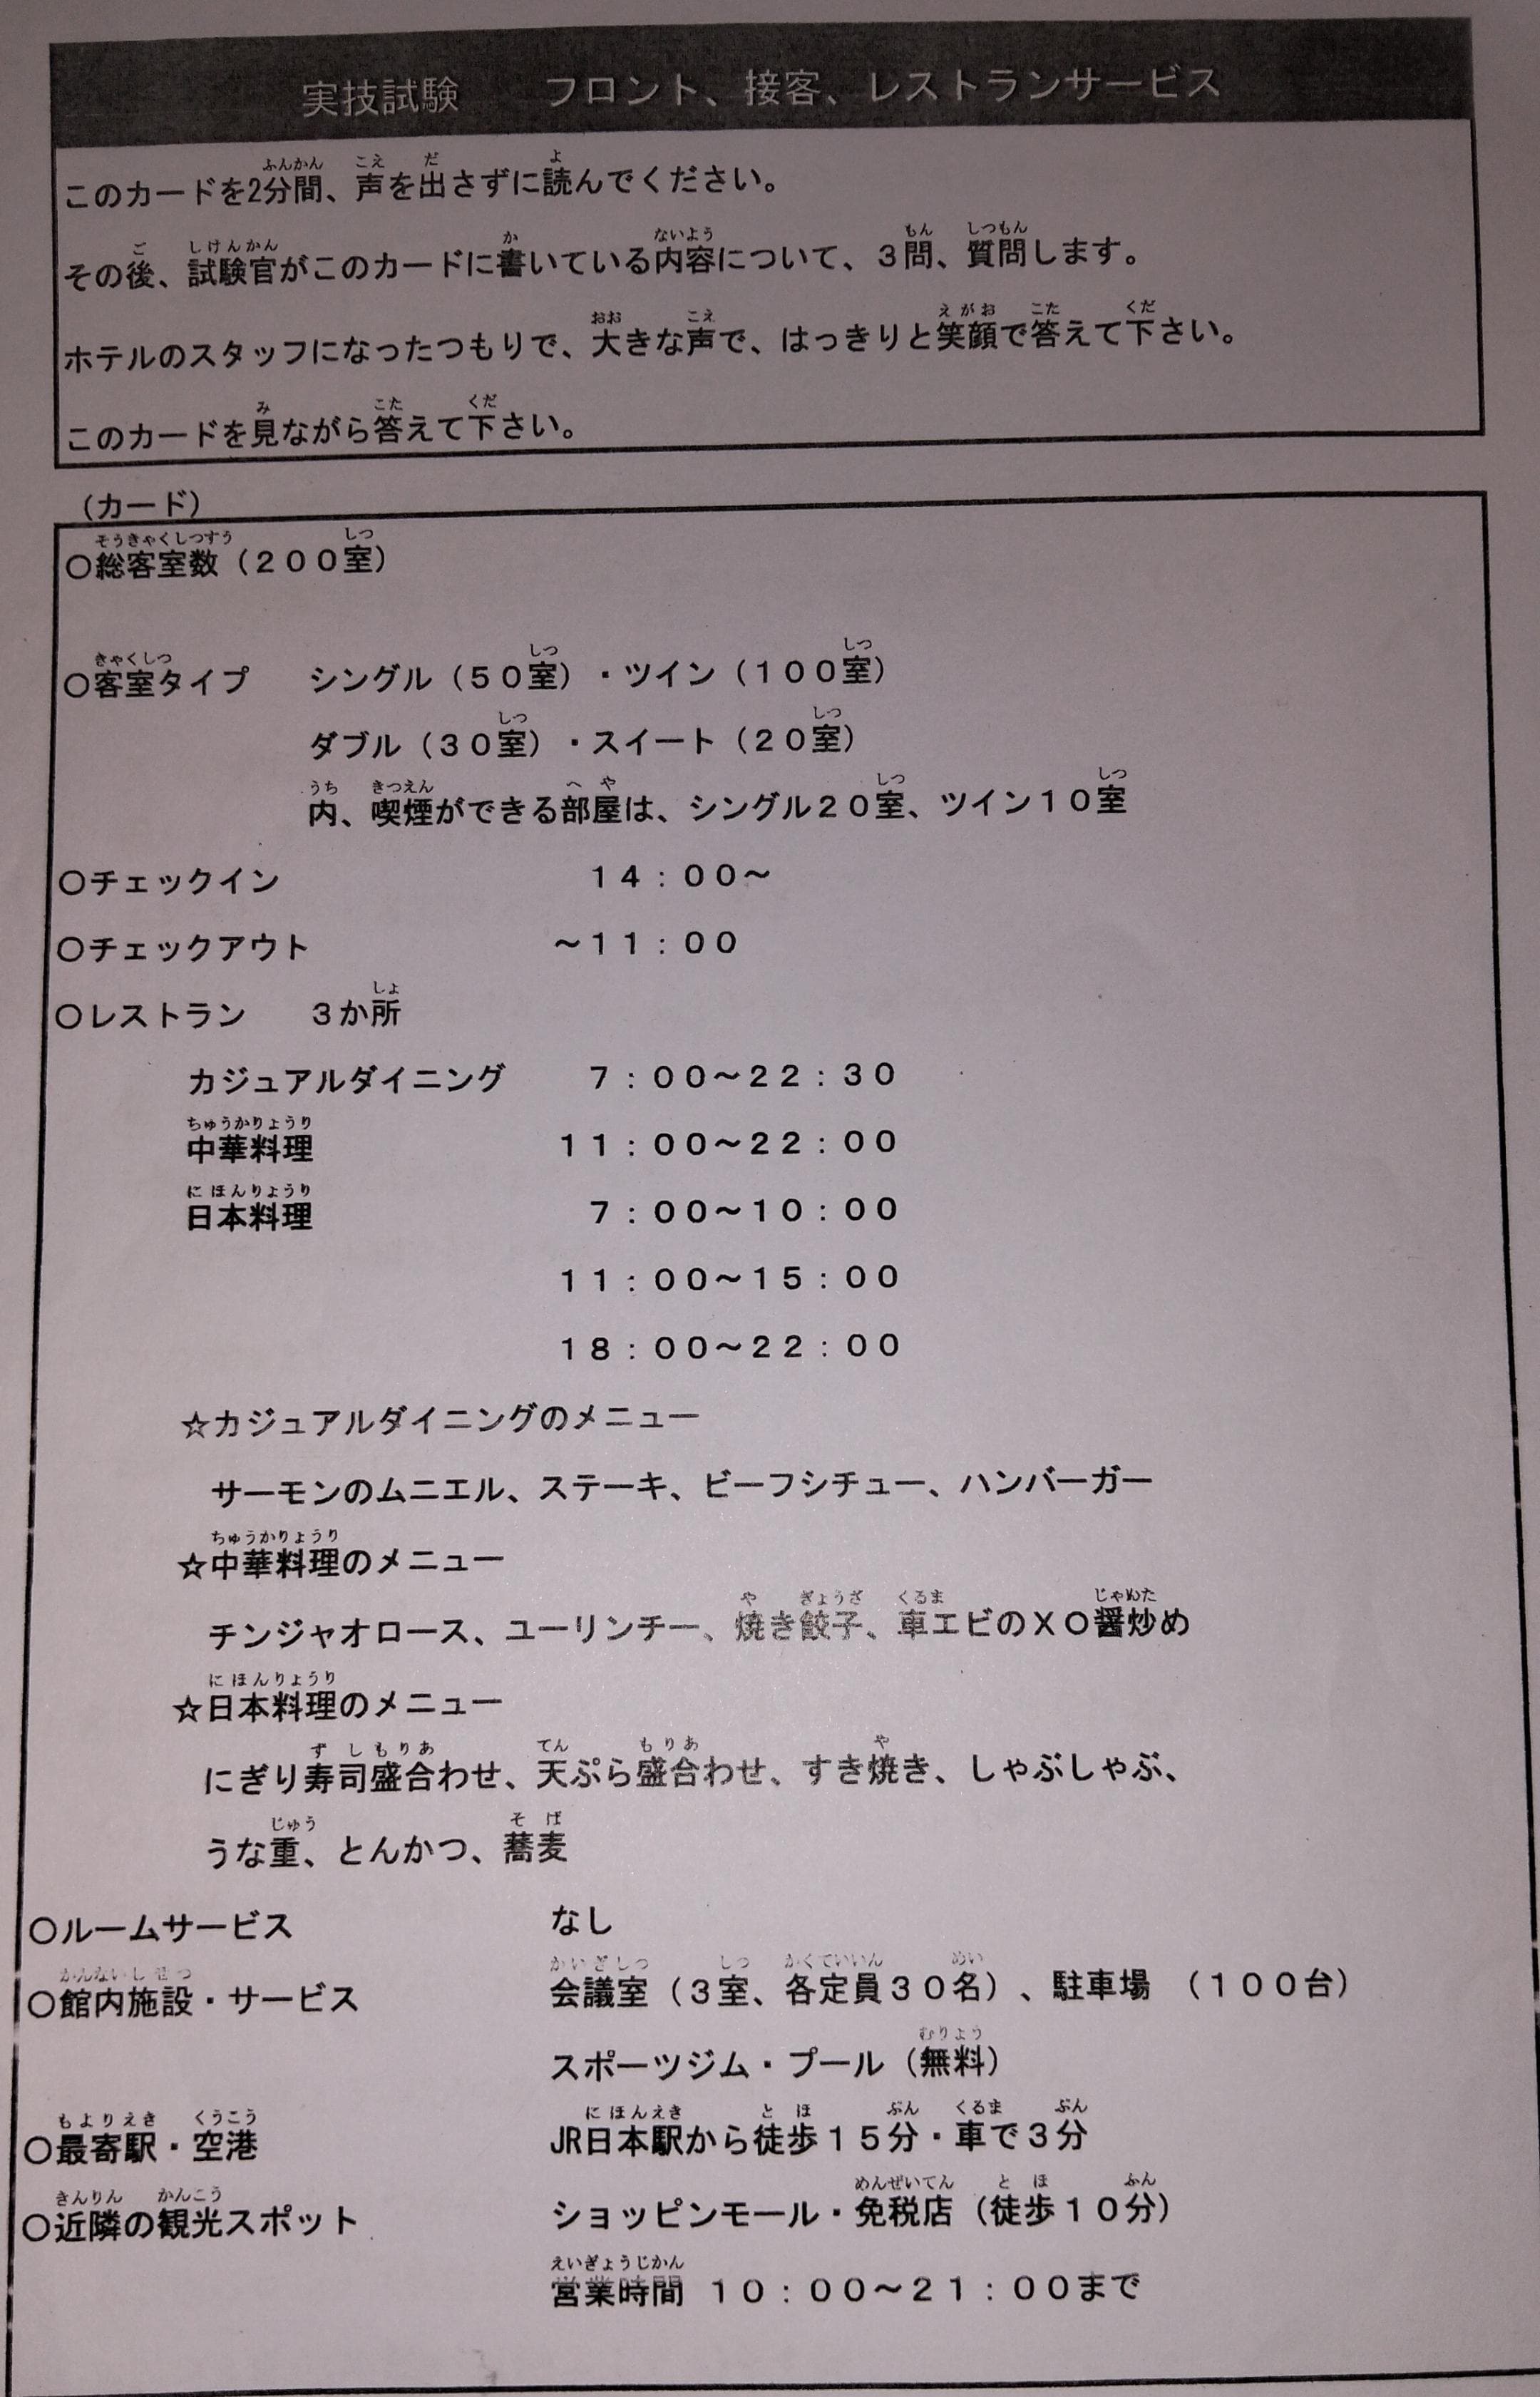 実技試験　　フロント、接客、レストランサービス
このカードを2分間、声を出さずに読んでください。
その後、試験官がこのカードに書いている内容について、３問、質問します。
ホテルのスタッフになったつもりで、大きな声で、はっきりと笑顔で答えて下さい。
このカードを見ながら答えて下さい。
（カード）
○総客室数（２００室）
○客室タイプ　シングル（５０室）・ツイン（１００室）
ダブル（３０室）・スイート（２０室）
内、喫煙ができる部屋は、シングル２０室、ツイン１０室
○チェックイン　１４：００～
○チェックアウト　～１１：００
○レストラン　３か所
カジュアルダイニング　７：００～２２：３０
中華料理　１１：００～２２：００
日本料理　７：００～１０：００
１１：００～１５：００
１８：００～２２：００
☆カジュアルダイニングのメニュー
サーモンのムニエル、ステーキ、ビーフシチュー、ハンバーガー
☆中華料理のメニュー
チンジャオロース、ユーリンチー、焼き餃子、車エビのＸＯ醤炒め
☆日本料理のメニュー
にぎり寿司盛合わせ、天ぷら盛合わせ、すき焼き、しゃぶしゃぶ、
うな重、とんかつ、蕎麦
○ルームサービス　なし
○館内施設・サービス　会議室（３室、各定員３０名）、駐車場　（１００台）
スポーツジム・プール（無料）
○最寄駅・空港　JR日本駅から徒歩１５分・車で３分
○近隣の観光スポット　ショッピンモール・免税店（徒歩１０分）
営業時間　１０：００～２１：００まで